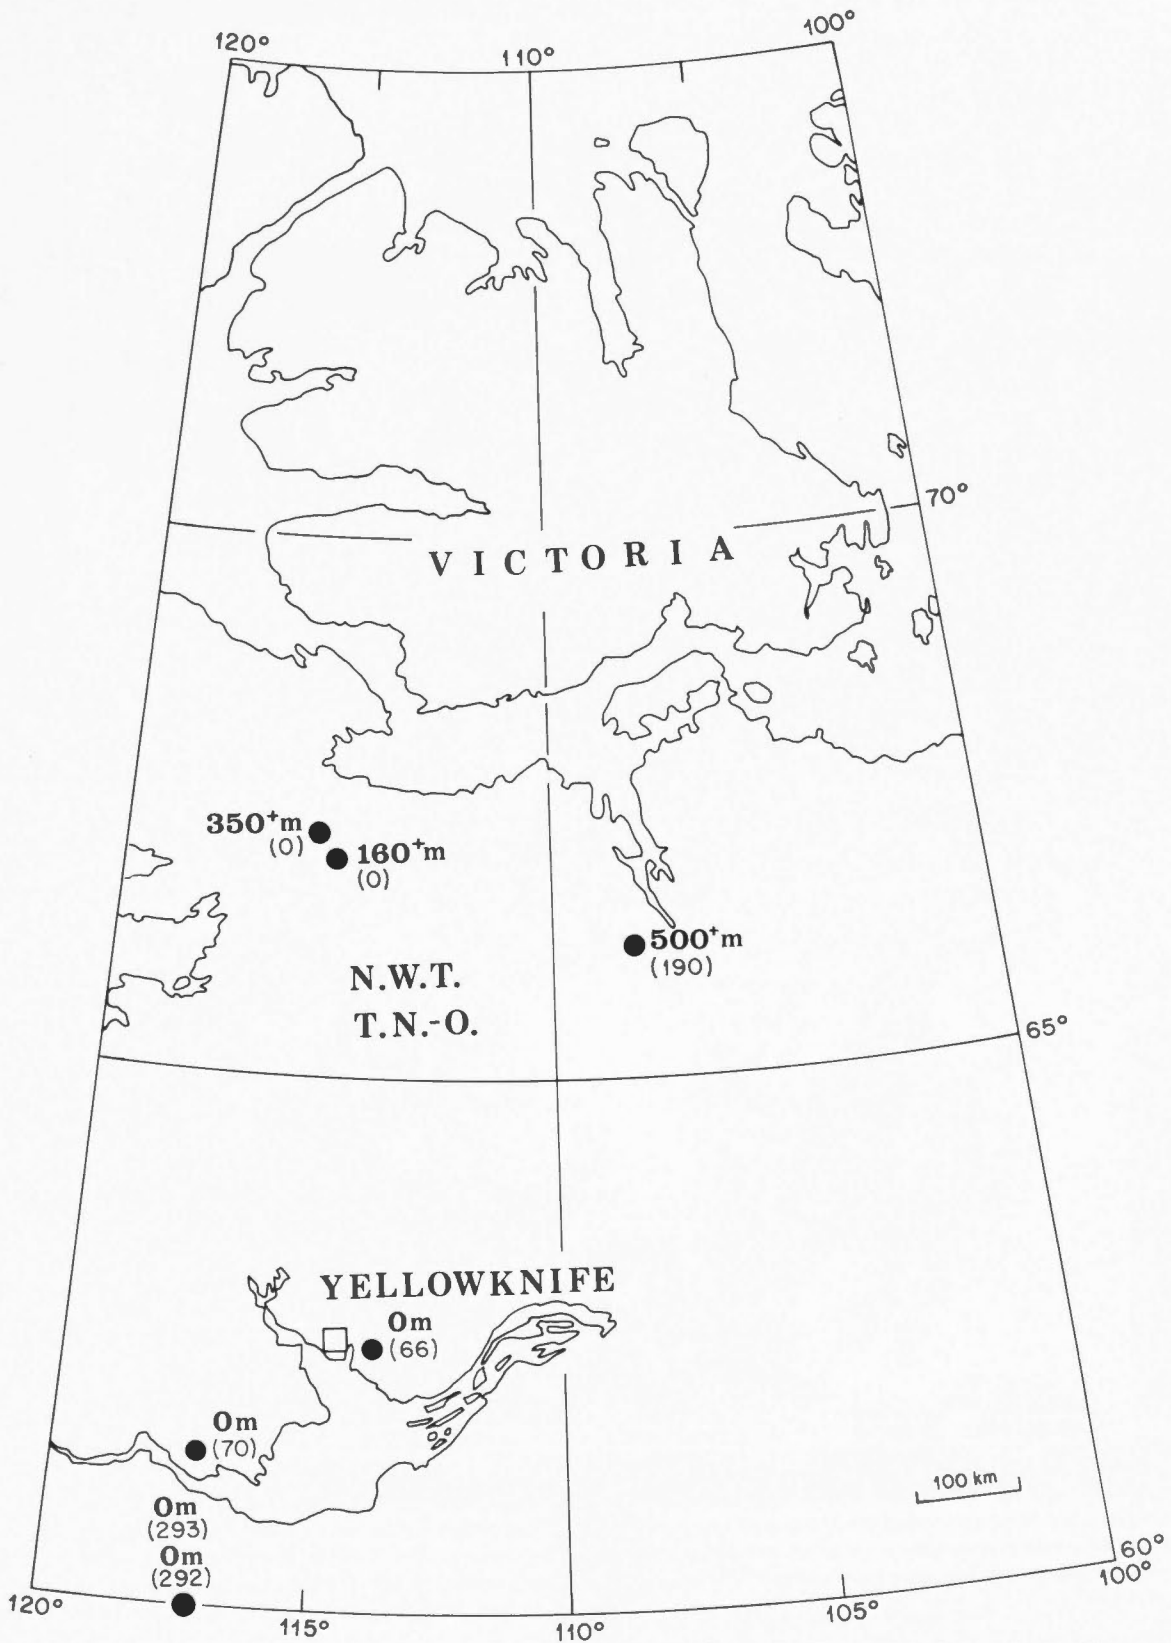 120°
110°
100°
70°
VICTORIA
350⁺m
(0)
160⁺m
(0)
500⁺m
(190)
N.W.T.
T.N.-O.
65°
YELLOWKNIFE
0m
(66)
0m
(70)
100 km
0m
(293)
0m
(292)
60°
100°
120°
115°
110°
105°